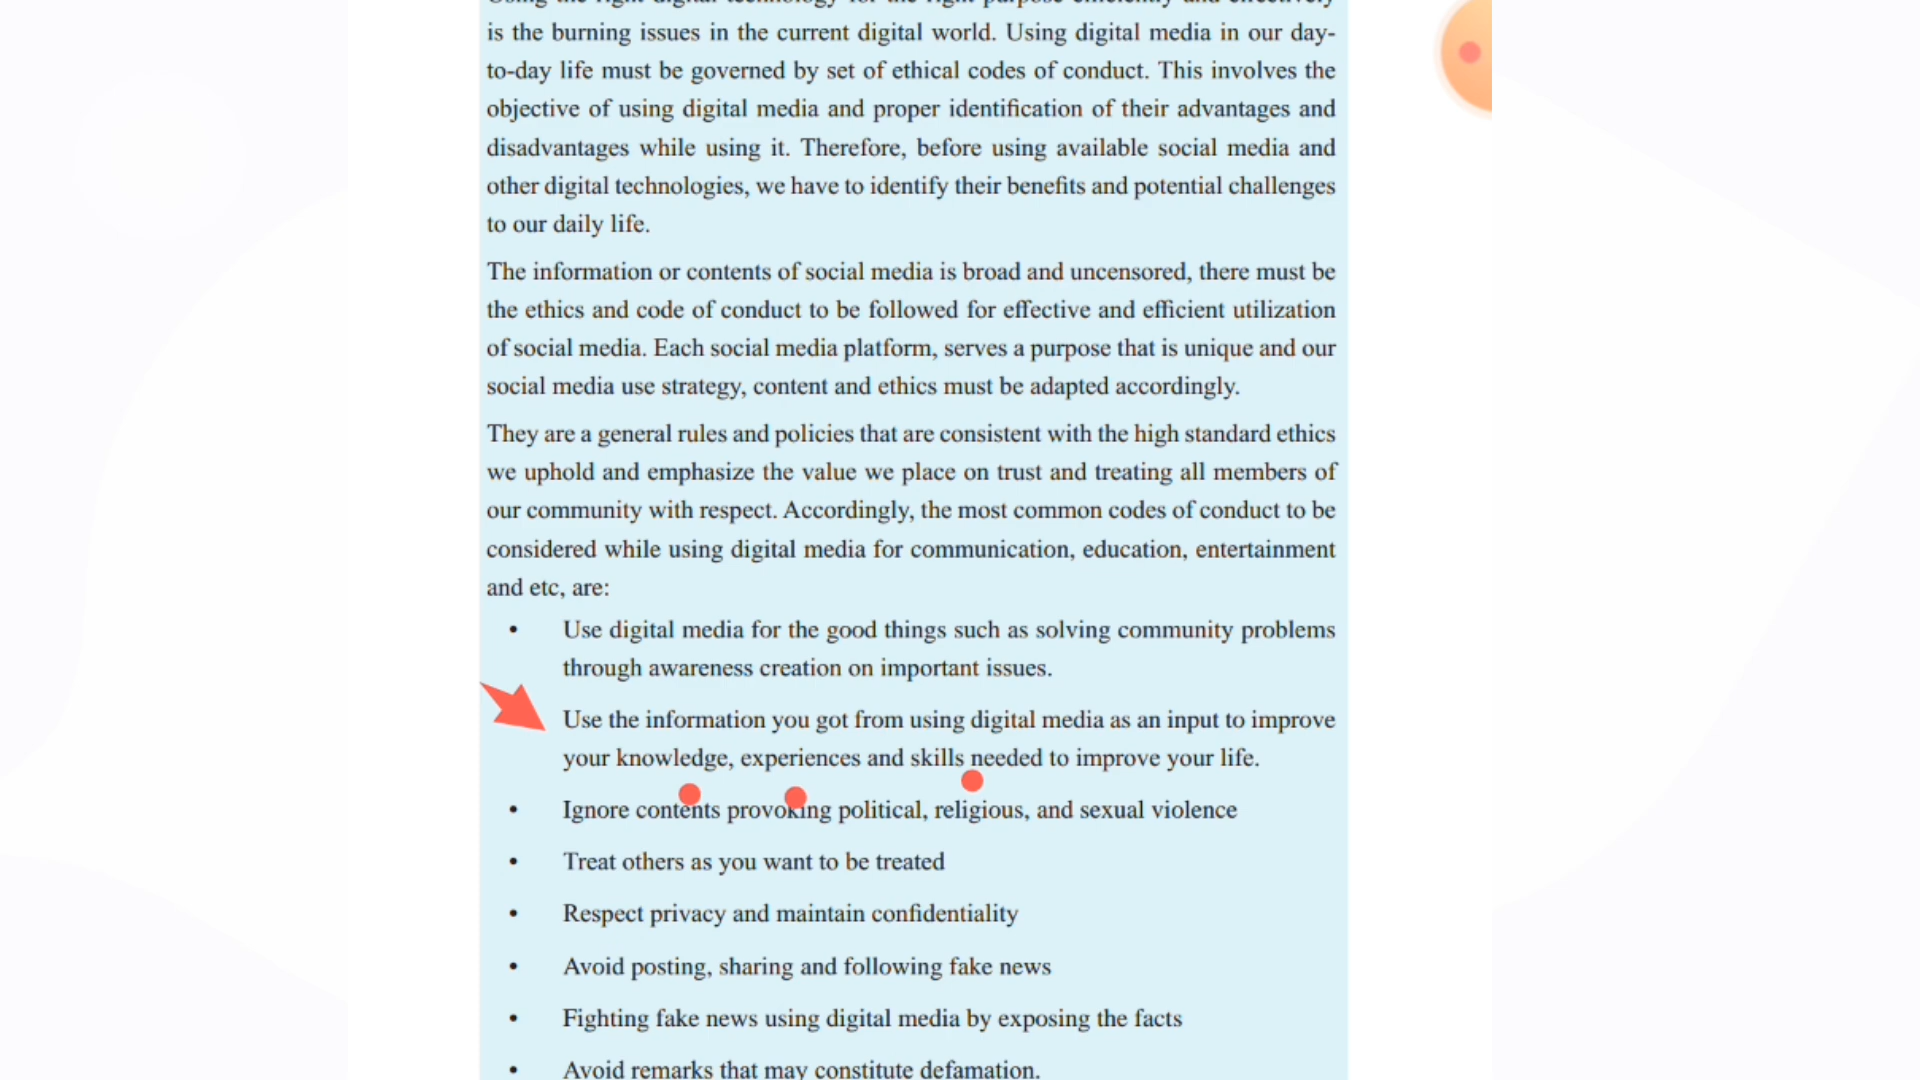 is the burning issues in the current digital world. Using digital media in our day-
to-day life must be governed by set of ethical codes of conduct. This involves the
objective of using digital media and proper identification of their advantages and
disadvantages while using it. Therefore, before using available social media and
other digital technologies, we have to identify their benefits and potential challenges
to our daily life.
The information or contents of social media is broad and uncensored, there must be
the ethics and code of conduct to be followed for effective and efficient utilization
of social media. Each social media platform, serves a purpose that is unique and our
social media use strategy, content and ethics must be adapted accordingly.
They are a general rules and policies that are consistent with the high standard ethics
we uphold and emphasize the value we place on trust and treating all members of
our community with respect. Accordingly, the most common codes of conduct to be
considered while using digital media for communication, education, entertainment
and etc, are:
• Use digital media for the good things such as solving community problems
through awareness creation on important issues.
Use the information you got from using digital media as an input to improve
your knowledge, experiences and skills needed to improve your life.
• Ignore contents provoking political, religious, and sexual violence
• Treat others as you want to be treated
• Respect privacy and maintain confidentiality
• Avoid posting, sharing and following fake news
• Fighting fake news using digital media by exposing the facts
• Avoid remarks that may constitute defamation.